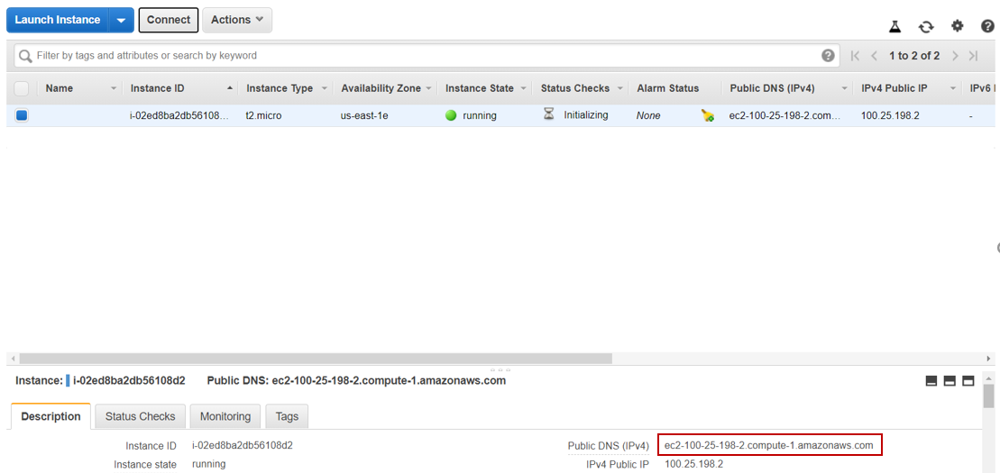 Launch Instance Connect Actions
Filter by tags and attributes or search by keyword 1 to 2 of 2
Name Instance ID Instance Type Availability Zone Instance State Status Checks Alarm Status Public DNS (IPv4) IPv4 Public IP IPv6
i-02ed8ba2db56108... t2.micro us-east-1e running Initializing None ec2-100-25-198-2.com... 100.25.198.2 -
Instance: i-02ed8ba2db56108d2 Public DNS: ec2-100-25-198-2.compute-1.amazonaws.com
Description Status Checks Monitoring Tags
Instance ID i-02ed8ba2db56108d2 Public DNS (IPv4) ec2-100-25-198-2.compute-1.amazonaws.com
Instance state running IPv4 Public IP 100.25.198.2